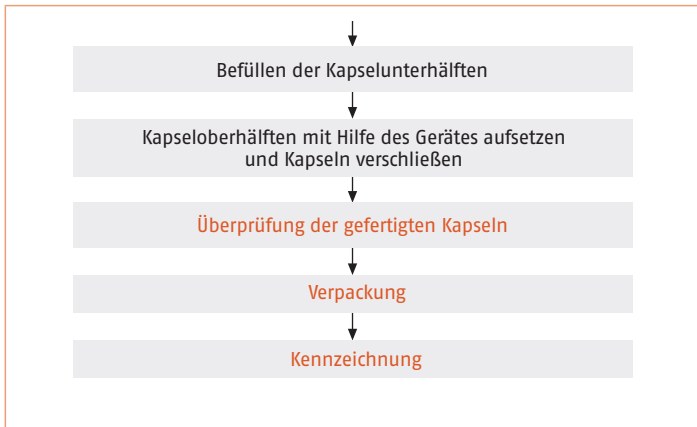 Befüllen der Kapselunterhälften
Kapseloberhälften mit Hilfe des Gerätes aufsetzen
und Kapseln verschließen
Überprüfung der gefertigten Kapseln
Verpackung
Kennzeichnung